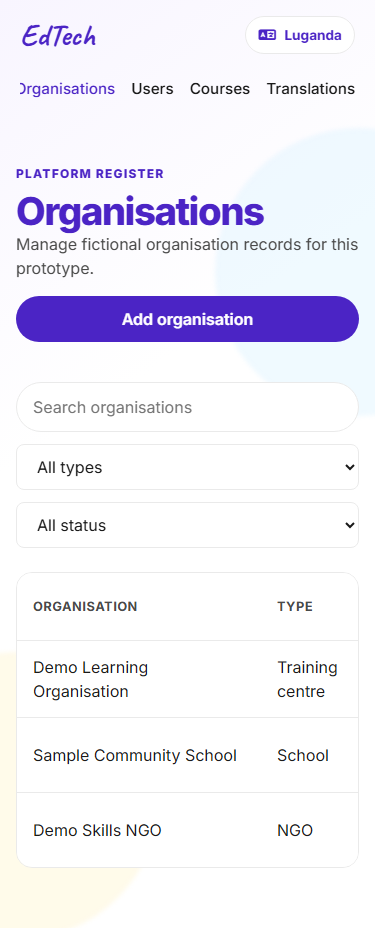 EdTech
Luganda
Organisations Users Courses Translations
PLATFORM REGISTER
Organisations
Manage fictional organisation records for this
prototype.
Add organisation
Search organisations
All types
All status
ORGANISATION TYPE
Demo Learning
Organisation
Training
centre
Sample Community School School
Demo Skills NGO NGO